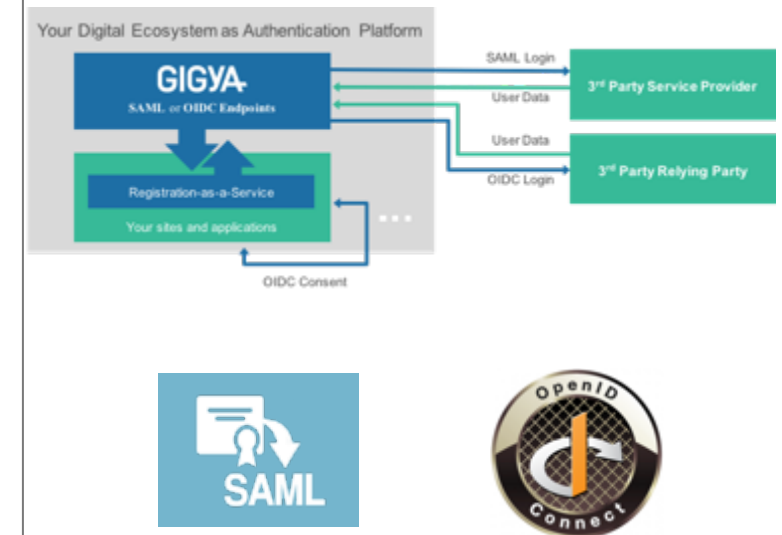 Your Digital Ecosystem as Authentication Platform
GIGYA
SAML or OIDC Endpoints
Registration-as-a-Service
Your sites and applications
...
OIDC Consent
SAML Login
User Data
3rd Party Service Provider
User Data
OIDC Login
3rd Party Relying Party
SAML
OpenID
Connect